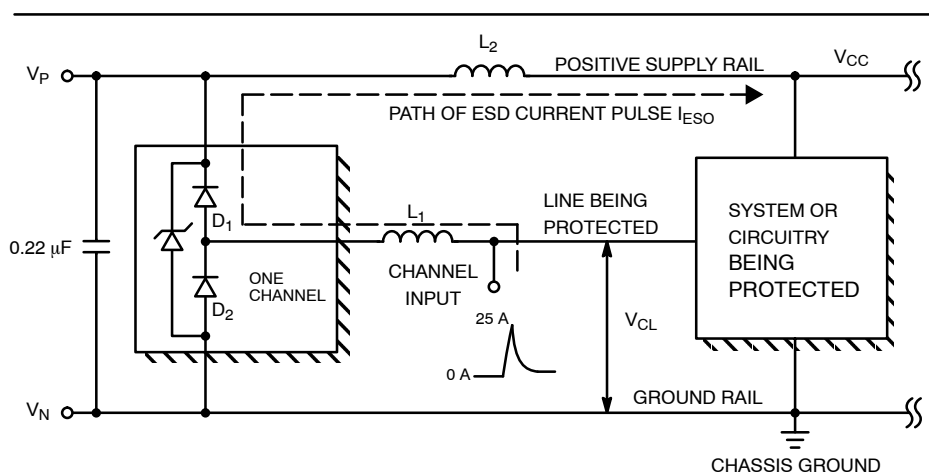 L2
VP
POSITIVE SUPPLY RAIL
VCC
PATH OF ESD CURRENT PULSE IESO
D1
L1
LINE BEING
PROTECTED
SYSTEM OR
CIRCUITRY
BEING
PROTECTED
0.22 μF
ONE
CHANNEL
D2
CHANNEL
INPUT
25 A
VCL
0 A
VN
GROUND RAIL
CHASSIS GROUND